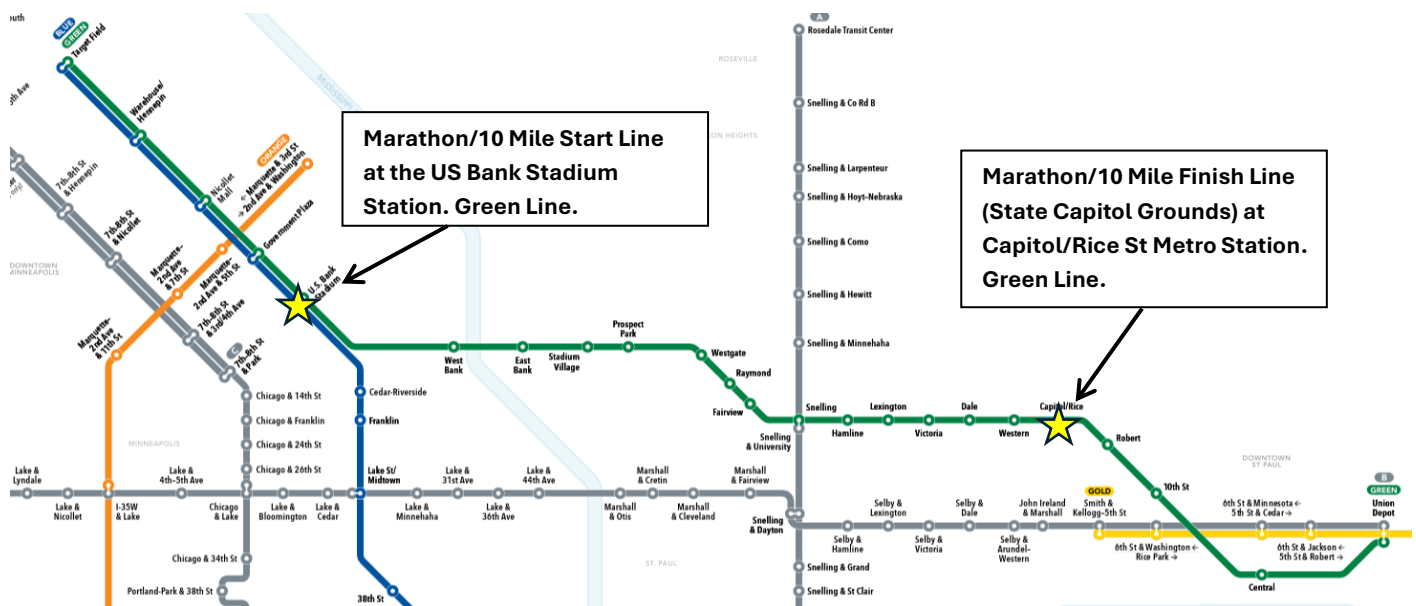 outh
A
Rosedale Transit Center
BLUE
GREEN
Target Field
ROSEVILLE
MISSISSIPPI
Snelling & Co Rd B
Warehouse/
Hennepin
CON HEIGHTS
ORANGE
← Marquette & 3rd St
→ 2nd Ave & Washington
Marathon/10 Mile Start Line
at the US Bank Stadium
Station. Green Line.
Marathon/10 Mile Finish Line
(State Capitol Grounds) at
Capitol/Rice St Metro Station.
Green Line.
Snelling & Larpenteur
Snelling & Hoyt-Nebraska
Snelling & Como
Snelling & Hewitt
Snelling & Minnehaha
7th-8th St
& Hennepin
Nicollet
Mall
7th-8th St
& Nicollet
Government Plaza
DOWNTOWN
MINNEAPOLIS
Marquette-
2nd Ave
& 7th St
Marquette-
2nd Ave & 5th St
U.S. Bank
Stadium
7th-8th St
& 3rd/4th Ave
Marquette-
2nd Ave
& 11th St
C
7th-8th St
& Park
West
Bank
East
Bank
Stadium
Village
Prospect
Park
Westgate
Raymond
Fairview
Snelling
Snelling
& University
Hamline
Lexington
Victoria
Dale
Western
Capitol/Rice
Robert
10th St
DOWNTOWN
ST PAUL
Cedar-Riverside
Franklin
Chicago & 14th St
Chicago & Franklin
Chicago & 24th St
Chicago & 26th St
MINNEAPOLIS
Lake &
Lyndale
Lake &
Nicollet
I-35W
& Lake
Lake &
4th-5th Ave
Chicago
& Lake
Lake &
Bloomington
Lake &
Cedar
Lake St/
Midtown
Lake &
Minnehaha
Lake &
31st Ave
Lake &
36th Ave
Lake &
44th Ave
Marshall
& Otis
Marshall
& Cretin
Marshall
& Cleveland
Marshall
& Fairview
Snelling
& Dayton
Selby &
Hamline
Selby &
Lexington
Selby &
Victoria
Selby &
Dale
Selby &
Arundel-
Western
John Ireland
& Marshall
GOLD
Smith &
Kellogg-5th St
6th St & Washington ←
Rice Park →
6th St & Minnesota ←
5th St & Cedar →
6th St & Jackson ←
5th St & Robert →
B
GREEN
Union
Depot
Central
Chicago & 34th St
Portland-Park & 38th St
38th St
ST. PAUL
Snelling & Grand
Snelling & St Clair